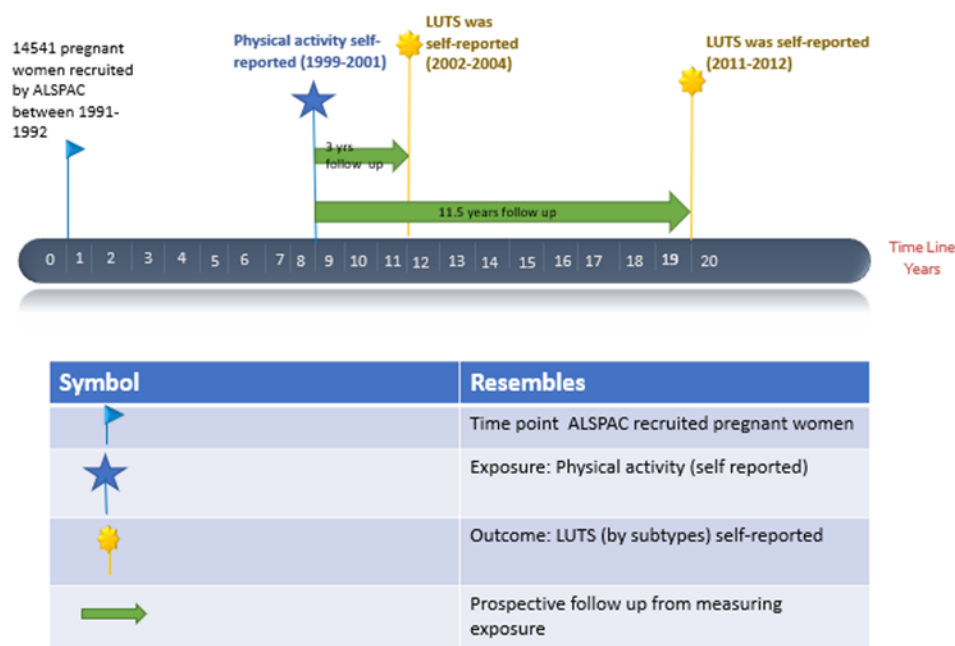 14541 pregnant
women recruited
by ALSPAC
between 1991-
1992
Physical activity self-
reported (1999-2001)
LUTS was
self-reported
(2002-2004)
LUTS was self-reported
(2011-2012)
3 yrs
follow up
11.5 years follow up
0 1 2 3 4 5 6 7 8 9 10 11 12 13 14 15 16 17 18 19 20
Time Line
Years
Symbol Resembles
Time point ALSPAC recruited pregnant women
Exposure: Physical activity (self reported)
Outcome: LUTS (by subtypes) self-reported
Prospective follow up from measuring
exposure